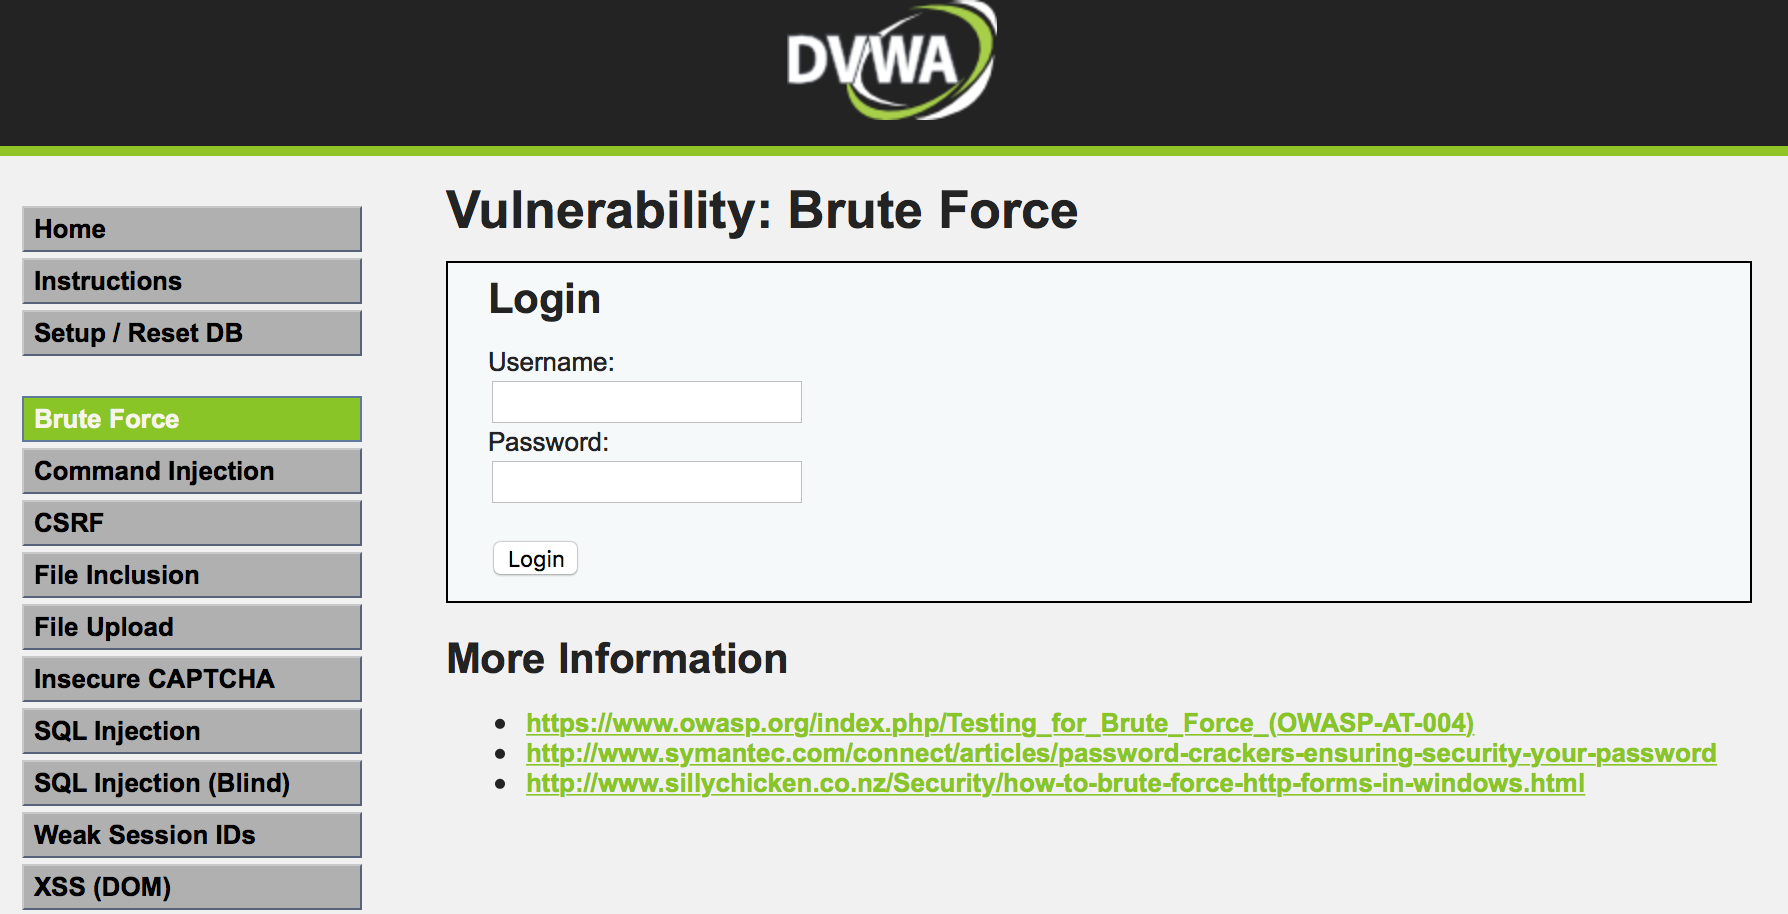 DVWA
Home
Instructions
Setup / Reset DB
Brute Force
Command Injection
CSRF
File Inclusion
File Upload
Insecure CAPTCHA
SQL Injection
SQL Injection (Blind)
Weak Session IDs
XSS (DOM)
Vulnerability: Brute Force
Login
Username:
Password:
Login
More Information
https://www.owasp.org/index.php/Testing_for_Brute_Force_(OWASP-AT-004)
http://www.symantec.com/connect/articles/password-crackers-ensuring-security-your-password
http://www.sillychicken.co.nz/Security/how-to-brute-force-http-forms-in-windows.html